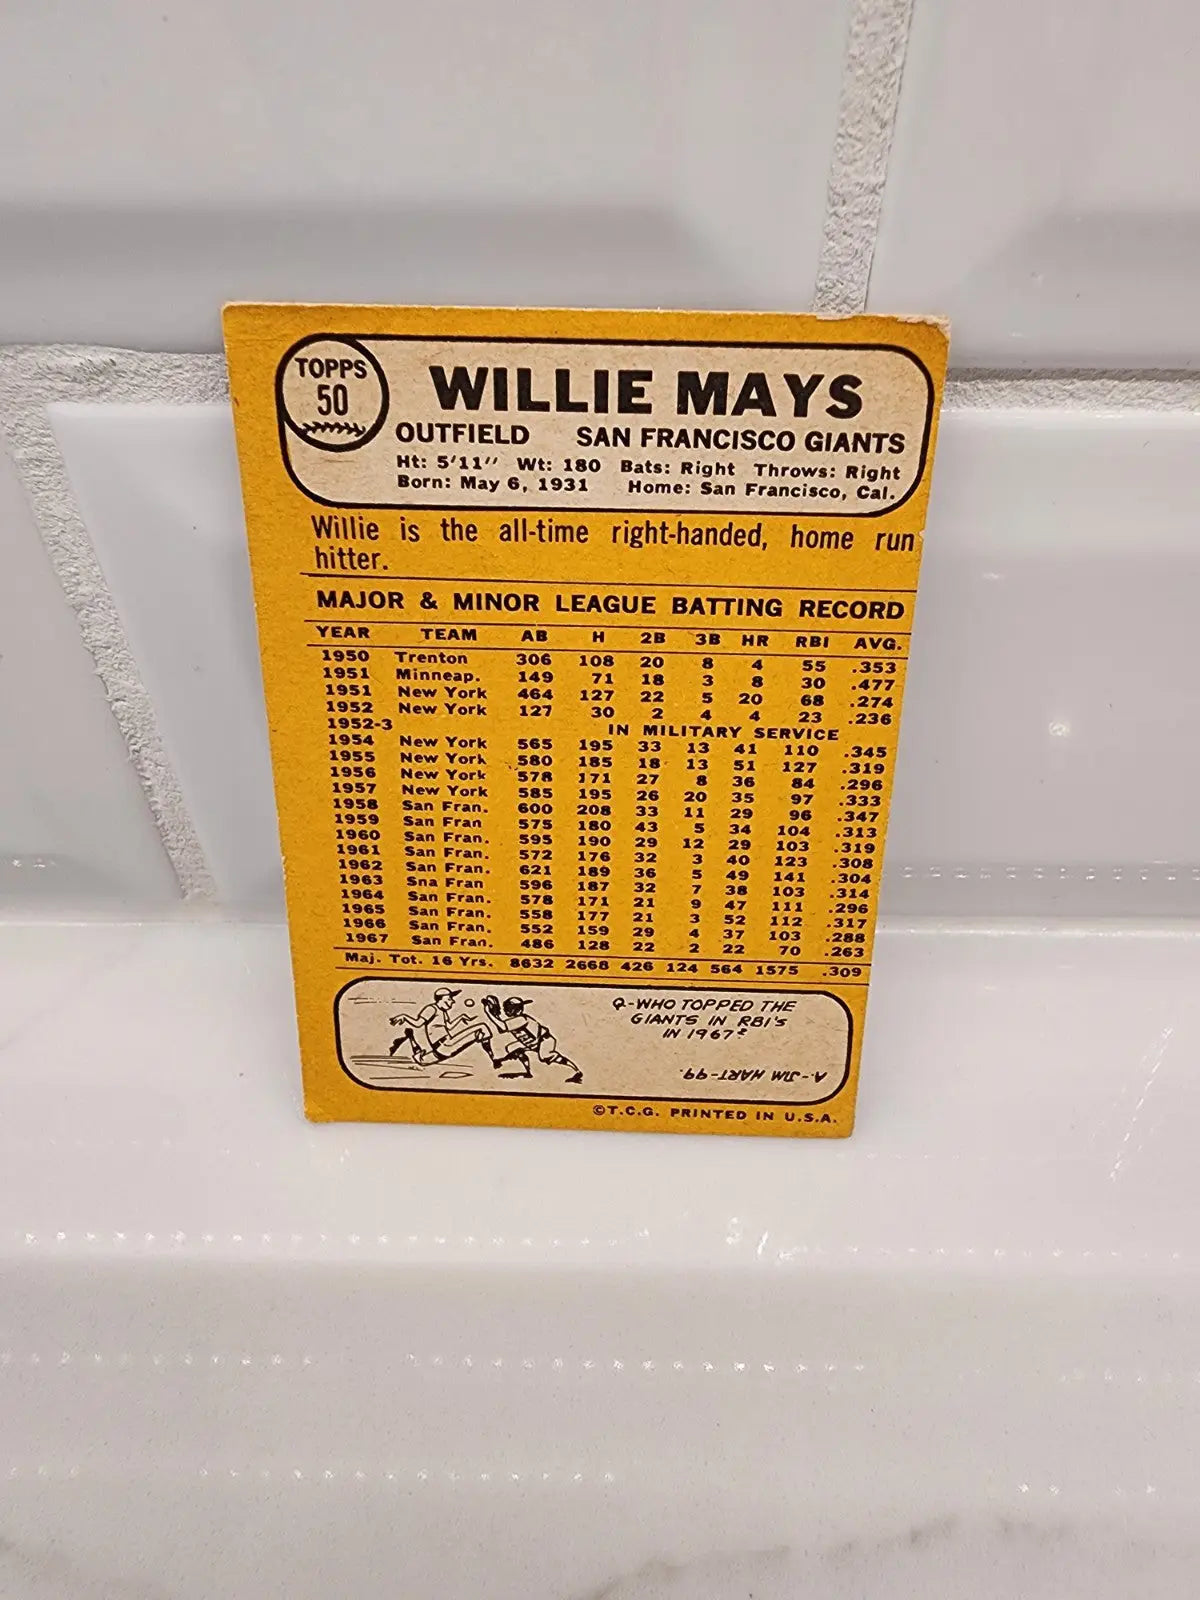 TOPPS
50
WILLIE MAYS
OUTFIELD SAN FRANCISCO GIANTS
Ht: 5'11" Wt: 180 Bats: Right Throws: Right
Born: May 6, 1931 Home: San Francisco, Cal.
Willie is the all-time right-handed, home run
hitter.
MAJOR & MINOR LEAGUE BATTING RECORD
YEAR TEAM AB H 2B 3B HR RBI AVG.
1950 Trenton 306 108 20 8 4 55 .353
1951 Minneap. 149 71 18 3 8 30 .477
1951 New York 464 127 22 5 20 68 .274
1952 New York 127 30 2 4 4 23 .236
1952-3 IN MILITARY SERVICE
1954 New York 565 195 33 13 41 110 .345
1955 New York 580 185 18 13 51 127 .319
1956 New York 578 171 27 8 36 84 .296
1957 New York 585 195 26 20 35 97 .333
1958 San Fran. 600 208 33 11 29 96 .347
1959 San Fran 575 180 43 5 34 104 .313
1960 San Fran. 595 190 29 12 29 103 .319
1961 San Fran. 572 176 32 3 40 123 .308
1962 San Fran. 621 189 36 5 49 141 .304
1963 Sna Fran 596 187 32 7 38 103 .314
1964 San Fran. 578 171 21 9 47 111 .296
1965 San Fran. 558 177 21 3 52 112 .317
1966 San Fran. 552 159 29 4 37 103 .288
1967 San Fran. 486 128 22 2 22 70 .263
Maj. Tot. 16 Yrs. 8632 2668 426 124 564 1575 .309
Q-WHO TOPPED THE
GIANTS IN RBI'S
IN 1967?
A-JIM HART-99.
©T.C.G. PRINTED IN U.S.A.